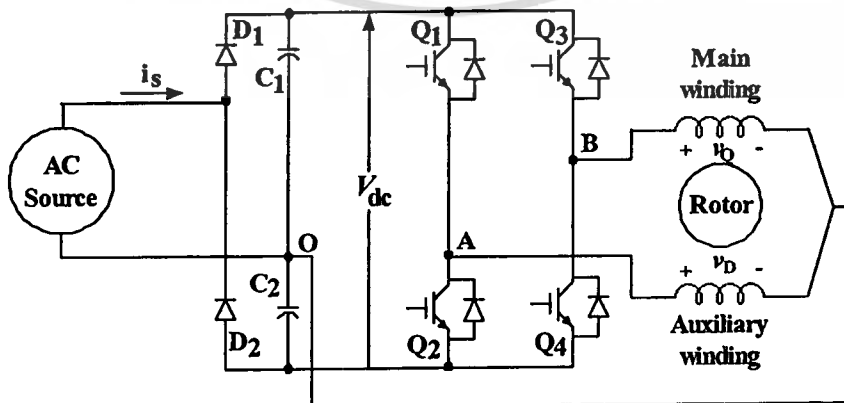 D1
Q1
Q3
is
C1
Main
winding
B
+ vQ -
AC
Source
Vdc
Rotor
O
A
C2
+ vD -
D2
Q2
Q4
Auxiliary
winding